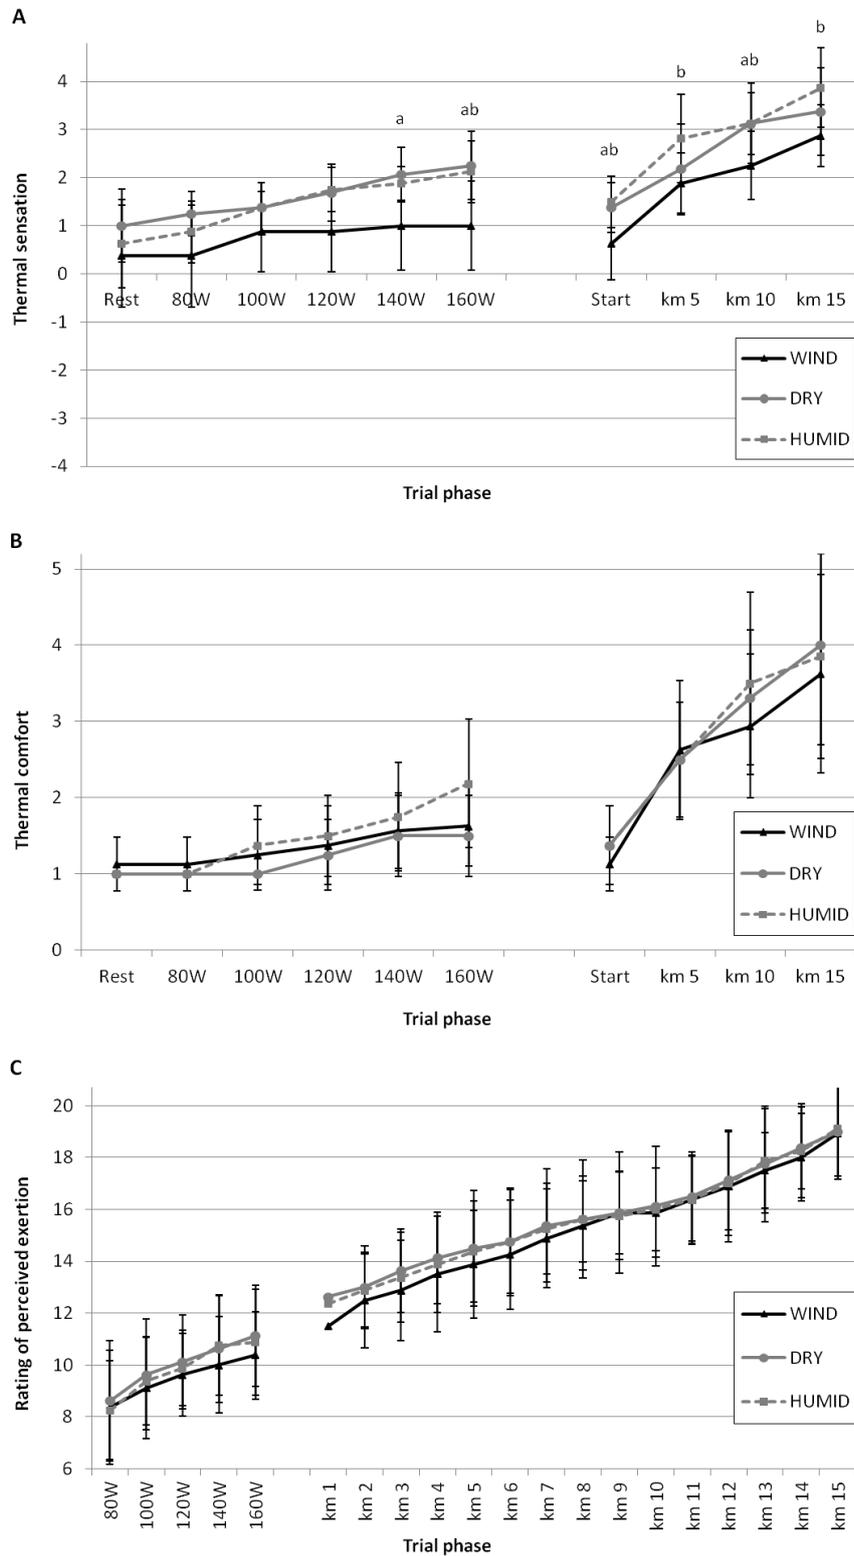 A
b
b
ab
a
ab
ab
4
3
2
1
0
-1
-2
-3
-4
Thermal sensation
Rest 80W 100W 120W 140W 160W Start km 5 km 10 km 15
WIND
DRY
HUMID
Trial phase
B
5
4
3
2
1
0
Thermal comfort
WIND
DRY
HUMID
Rest 80W 100W 120W 140W 160W Start km 5 km 10 km 15
Trial phase
C
20
18
16
14
12
10
8
6
Rating of perceived exertion
WIND
DRY
HUMID
80W 100W 120W 140W 160W km 1 km 2 km 3 km 4 km 5 km 6 km 7 km 8 km 9 km 10 km 11 km 12 km 13 km 14 km 15
Trial phase